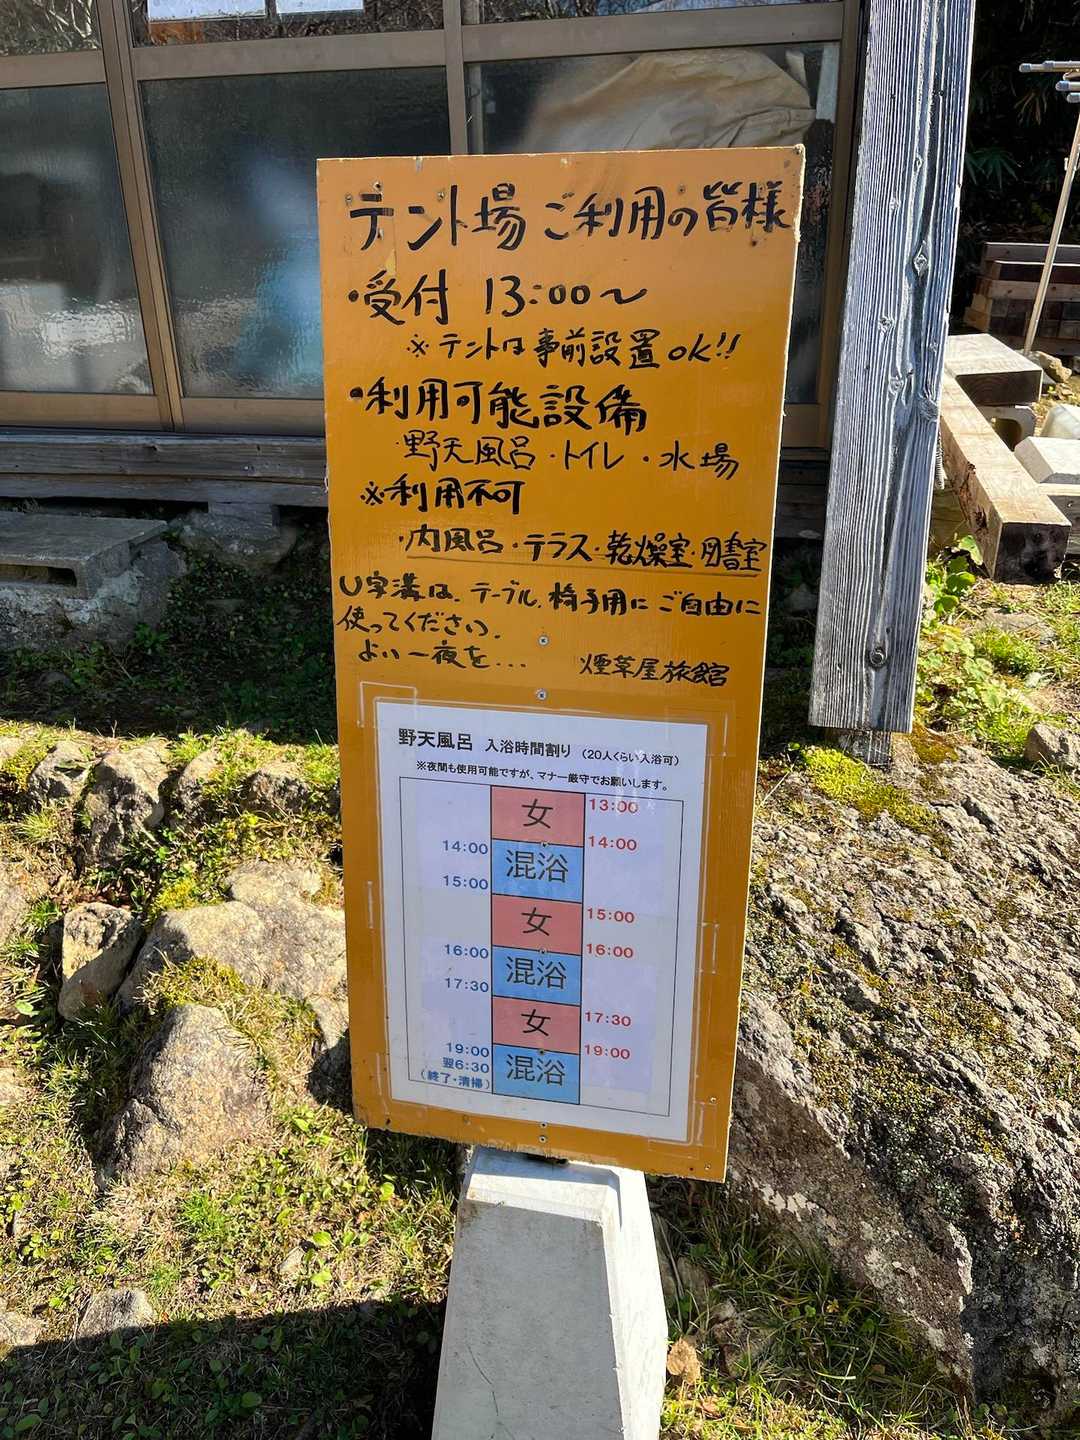 テント場 ご利用の皆様
・受付 13:00～
※テントは事前設置OK!!
・利用可能設備
野天風呂・トイレ・水場
※利用不可
・内風呂・テラス・乾燥室・図書室
U字溝は、テーブル、椅子用にご自由に
使ってください。
よい一夜を...
煙草屋旅館
野天風呂 入浴時間割り (20人くらい入浴可)
※夜間も使用可能ですが、マナー厳守でお願いします。
女 13:00
14:00
14:00 混浴
15:00
女 15:00
16:00
16:00 混浴
17:30
女 17:30
19:00
19:00 混浴
翌6:30
(終了・清掃)